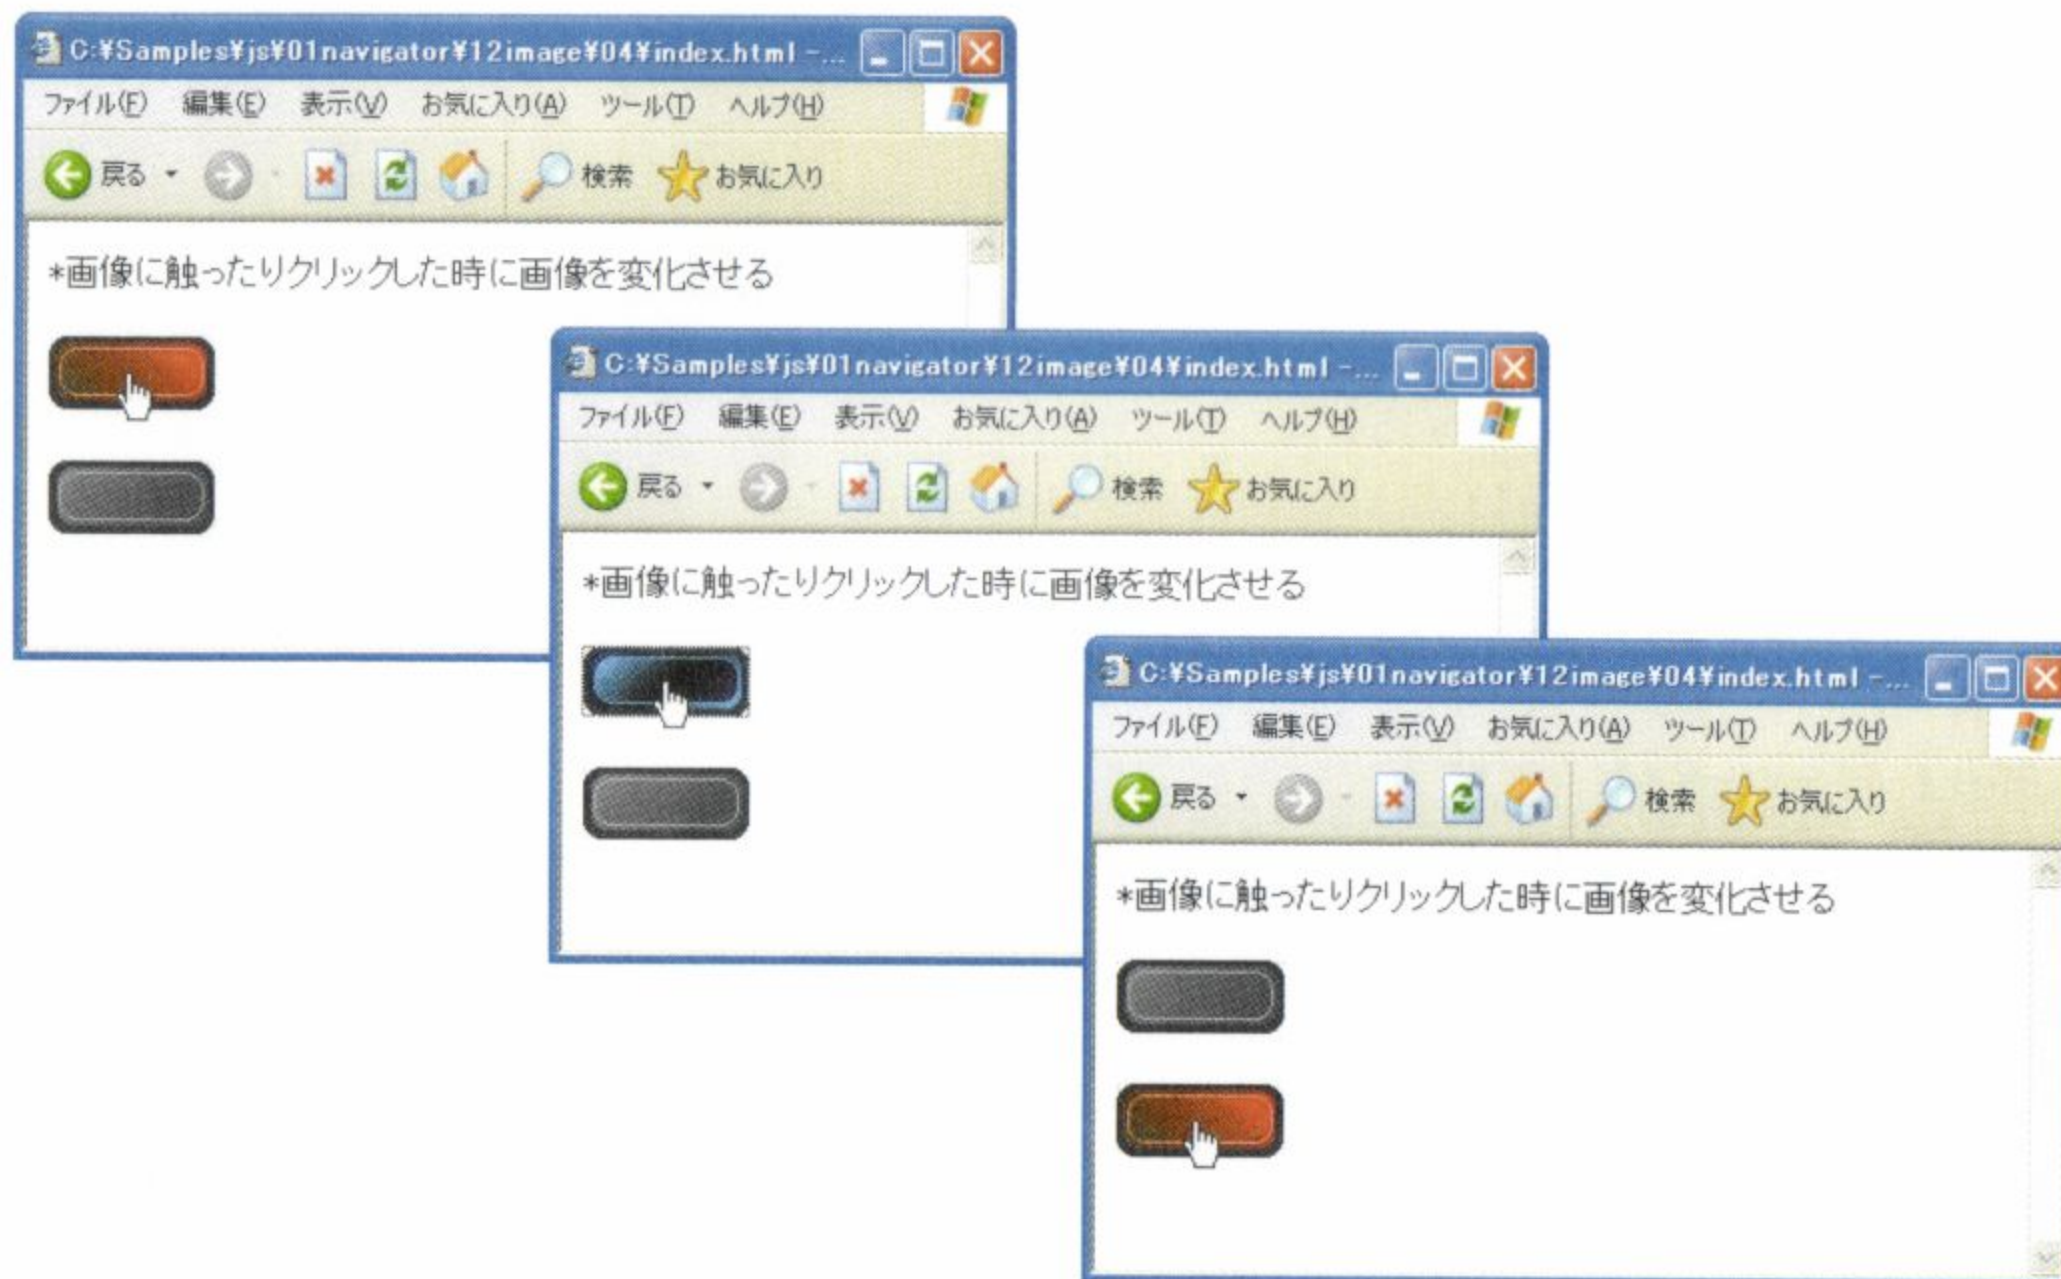 C:¥Samples¥js¥01navigator¥12image¥04¥index.html -...
ファイル(F) 編集(E) 表示(V) お気に入り(A) ツール(T) ヘルプ(H)
戻る 検索 お気に入り
*画像に触ったりクリックした時に画像を変化させる
C:¥Samples¥js¥01navigator¥12image¥04¥index.html -...
ファイル(F) 編集(E) 表示(V) お気に入り(A) ツール(T) ヘルプ(H)
戻る 検索 お気に入り
*画像に触ったりクリックした時に画像を変化させる
C:¥Samples¥js¥01navigator¥12image¥04¥index.html -...
ファイル(F) 編集(E) 表示(V) お気に入り(A) ツール(T) ヘルプ(H)
戻る 検索 お気に入り
*画像に触ったりクリックした時に画像を変化させる